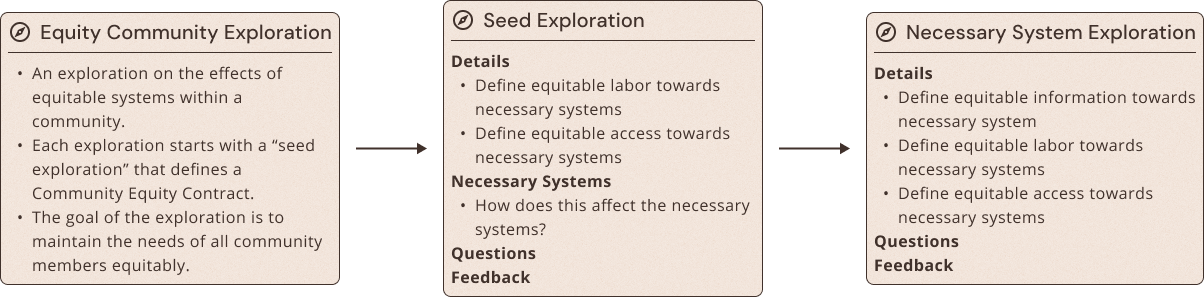 Equity Community Exploration
• An exploration on the effects of
equitable systems within a
community.
• Each exploration starts with a “seed
exploration” that defines a
Community Equity Contract.
• The goal of the exploration is to
maintain the needs of all community
members equitably.
Seed Exploration
Details
• Define equitable labor towards
necessary systems
• Define equitable access towards
necessary systems
Necessary Systems
• How does this affect the necessary
systems?
Questions
Feedback
Necessary System Exploration
Details
• Define equitable information towards
necessary system
• Define equitable labor towards
necessary systems
• Define equitable access towards
necessary systems
Questions
Feedback